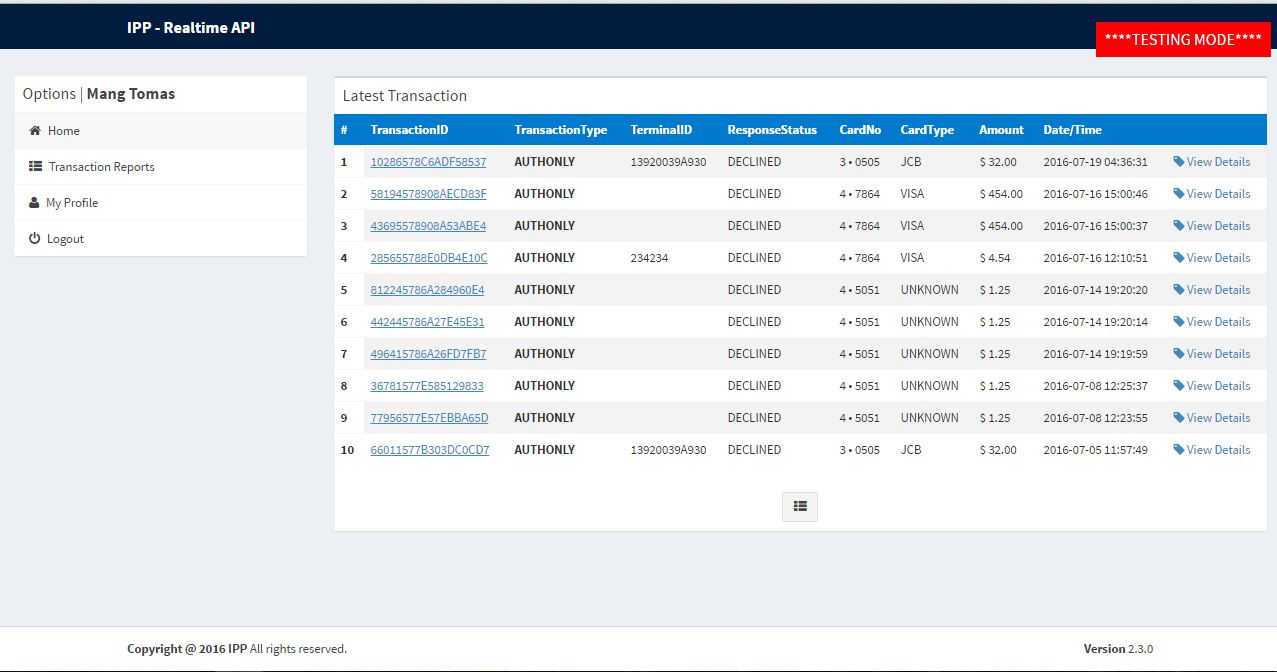 IPP - Realtime API
****TESTING MODE****
Options | Mang Tomas
Home
Transaction Reports
My Profile
Logout
Latest Transaction
# TransactionID TransactionType TerminalID ResponseStatus CardNo CardType Amount Date/Time
1 10286578C6ADF58537 AUTHONLY 13920039A930 DECLINED 3 • 0505 JCB $ 32.00 2016-07-19 04:36:31 View Details
2 58194578908AECD83F AUTHONLY DECLINED 4 • 7864 VISA $ 454.00 2016-07-16 15:00:46 View Details
3 43695578908A53ABE4 AUTHONLY DECLINED 4 • 7864 VISA $ 454.00 2016-07-16 15:00:37 View Details
4 285655788E0DB4E10C AUTHONLY 234234 DECLINED 4 • 7864 VISA $ 4.54 2016-07-16 12:10:51 View Details
5 812245786A284960E4 AUTHONLY DECLINED 4 • 5051 UNKNOWN $ 1.25 2016-07-14 19:20:20 View Details
6 442445786A27E45E31 AUTHONLY DECLINED 4 • 5051 UNKNOWN $ 1.25 2016-07-14 19:20:14 View Details
7 496415786A26FD7FB7 AUTHONLY DECLINED 4 • 5051 UNKNOWN $ 1.25 2016-07-14 19:19:59 View Details
8 36781577E585129833 AUTHONLY DECLINED 4 • 5051 UNKNOWN $ 1.25 2016-07-08 12:25:37 View Details
9 77956577E57EBBA65D AUTHONLY DECLINED 4 • 5051 UNKNOWN $ 1.25 2016-07-08 12:23:55 View Details
10 66011577B303DC0CD7 AUTHONLY 13920039A930 DECLINED 3 • 0505 JCB $ 32.00 2016-07-05 11:57:49 View Details
Copyright @ 2016 IPP All rights reserved.
Version 2.3.0